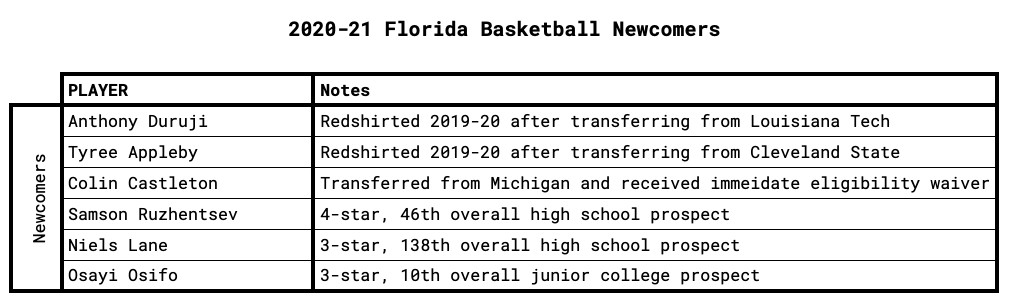 2020-21 Florida Basketball Newcomers
PLAYER Notes
Newcomers
Anthony Duruji Redshirted 2019-20 after transferring from Louisiana Tech
Tyree Appleby Redshirted 2019-20 after transferring from Cleveland State
Colin Castleton Transferred from Michigan and received immeidate eligibility waiver
Samson Ruzhentsev 4-star, 46th overall high school prospect
Niels Lane 3-star, 138th overall high school prospect
Osayi Osifo 3-star, 10th overall junior college prospect